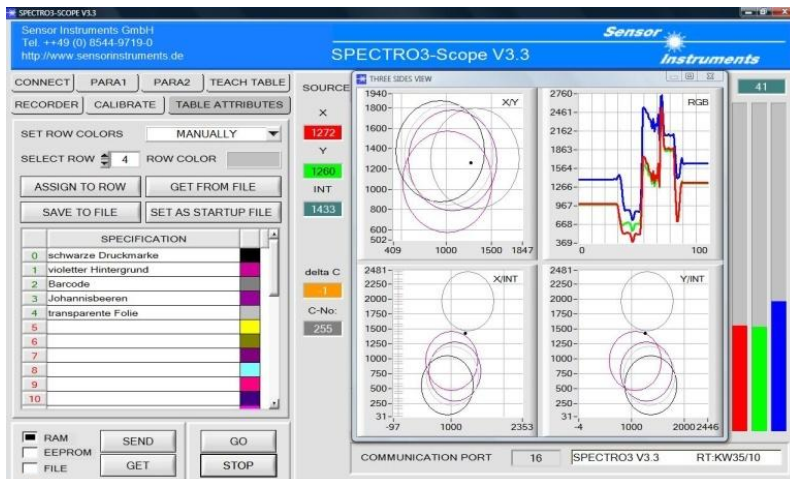 SPECTRO3-SCOPE V3.3
Sensor Instruments GmbH
Tel. ++49 (0) 8544-9719-0
http://www.sensorinstruments.de
SPECTRO3-Scope V3.3
Sensor
Instruments
CONNECT PARA1 PARA2 TEACH TABLE
RECORDER CALIBRATE TABLE ATTRIBUTES
SET ROW COLORS MANUALLY
SELECT ROW 4 ROW COLOR
ASSIGN TO ROW GET FROM FILE
SAVE TO FILE SET AS STARTUP FILE
SPECIFICATION
0 schwarze Druckmarke
1 violetter Hintergrund
2 Barcode
3 Johannisbeeren
4 transparente Folie
5
6
7
8
9
10
RAM
EEPROM
FILE
SEND GO
GET STOP
SOURCE
X
1272
Y
1260
INT
1433
delta C
-1
C-No:
255
THREE SIDES VIEW
X/Y
1940
1800
1600
1400
1200
1000
800
600
502
409 1000 1500 1847
RGB
2760
2461
2162
1863
1564
1266
967
668
369
0 100
X/INT
2481
2250
2000
1750
1500
1250
1000
750
500
250
31
-97 1000 2353
Y/INT
2481
2250
2000
1750
1500
1250
1000
750
500
250
31
-4 1000 2000 2446
41
COMMUNICATION PORT 16 SPECTRO3 V3.3 RT:KW35/10